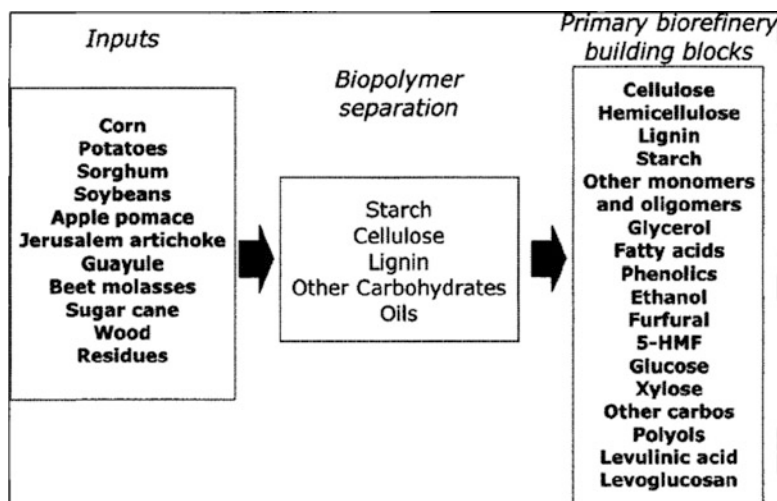 Inputs
Corn
Potatoes
Sorghum
Soybeans
Apple pomace
Jerusalem artichoke
Guayule
Beet molasses
Sugar cane
Wood
Residues
Biopolymer
separation
Starch
Cellulose
Lignin
Other Carbohydrates
Oils
Primary biorefinery
building blocks
Cellulose
Hemicellulose
Lignin
Starch
Other monomers
and oligomers
Glycerol
Fatty acids
Phenolics
Ethanol
Furfural
5-HMF
Glucose
Xylose
Other carbos
Polyols
Levulinic acid
Levoglucosan